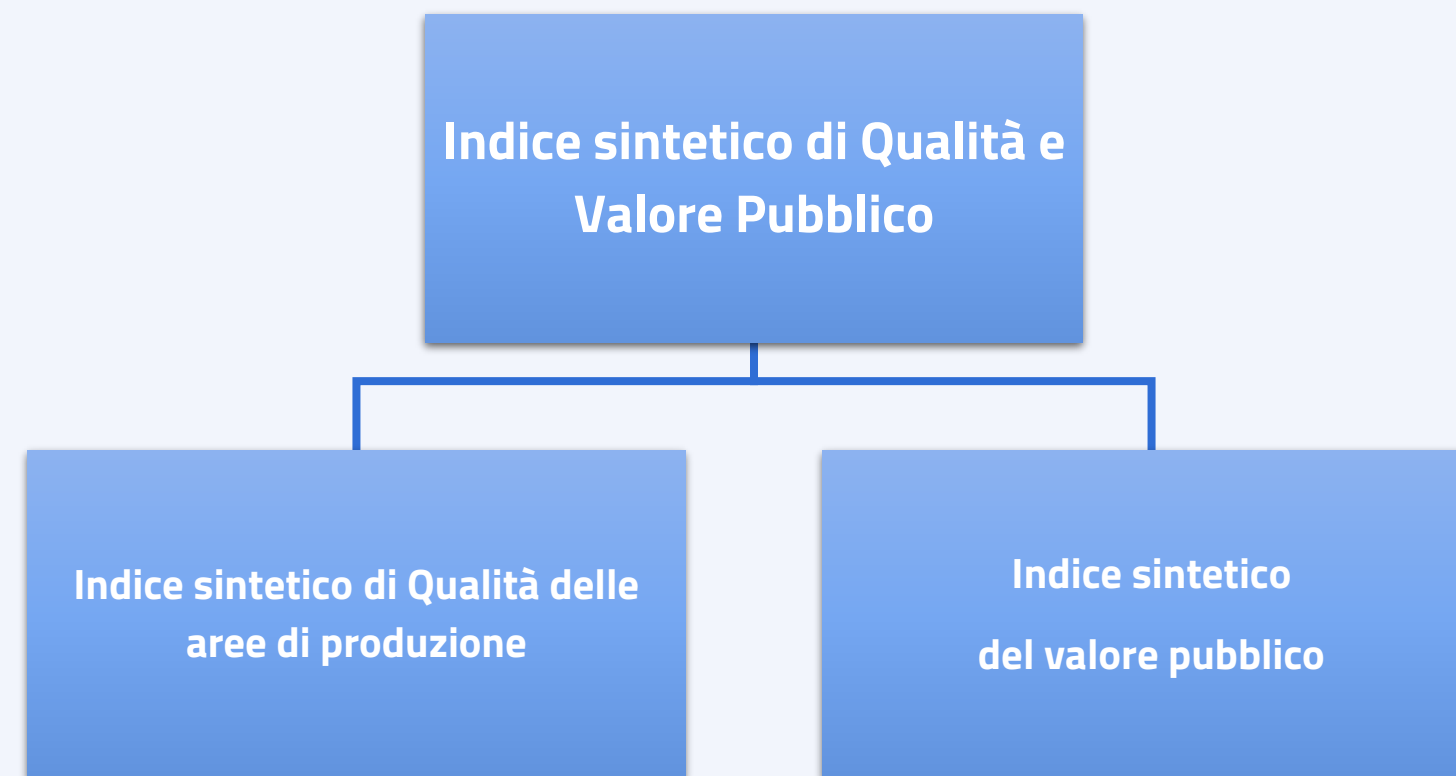 Indice sintetico di Qualità e
Valore Pubblico
Indice sintetico di Qualità delle
aree di produzione
Indice sintetico
del valore pubblico